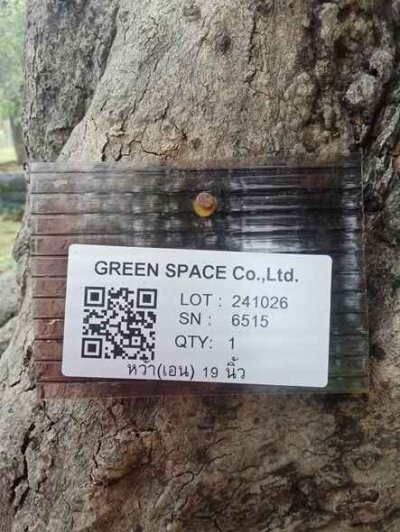 GREEN SPACE Co.,Ltd.
LOT : 241026
SN : 6515
QTY: 1
หว้า(เอน) 19 นิ้ว